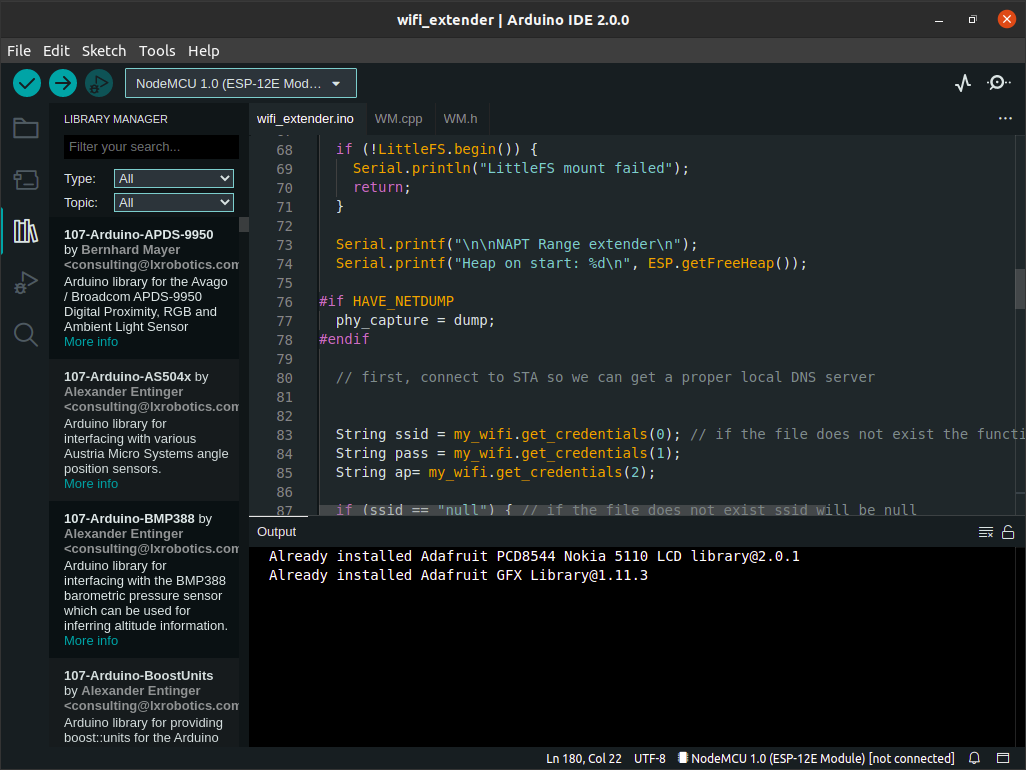 wifi_extender | Arduino IDE 2.0.0
File Edit Sketch Tools Help
NodeMCU 1.0 (ESP-12E Mod...
LIBRARY MANAGER
Filter your search...
Type: All
Topic: All
107-Arduino-APDS-9950
by Bernhard Mayer
<consulting@lxrobotics.com
Arduino library for the Avago
/ Broadcom APDS-9950
Digital Proximity, RGB and
Ambient Light Sensor
More info
107-Arduino-AS504x by
Alexander Entinger
<consulting@lxrobotics.com
Arduino library for
interfacing with various
Austria Micro Systems angle
position sensors.
More info
107-Arduino-BMP388 by
Alexander Entinger
<consulting@lxrobotics.com
Arduino library for
interfacing with the BMP388
barometric pressure sensor
which can be used for
inferring altitude information.
More info
107-Arduino-BoostUnits
by Alexander Entinger
<consulting@lxrobotics.com
Arduino library for providing
boost::units for the Arduino
wifi_extender.ino WM.cpp WM.h
68 if (!LittleFS.begin()) {
69 Serial.println("LittleFS mount failed");
70 return;
71 }
72
73 Serial.printf("\n\nNAPT Range extender\n");
74 Serial.printf("Heap on start: %d\n", ESP.getFreeHeap());
75
76 #if HAVE_NETDUMP
77 phy_capture = dump;
78 #endif
79
80 // first, connect to STA so we can get a proper local DNS server
81
82
83 String ssid = my_wifi.get_credentials(0); // if the file does not exist the functi
84 String pass = my_wifi.get_credentials(1);
85 String ap= my_wifi.get_credentials(2);
86
87 if (ssid == "null") { // if the file does not exist ssid will be null
Output
Already installed Adafruit PCD8544 Nokia 5110 LCD library@2.0.1
Already installed Adafruit GFX Library@1.11.3
Ln 180, Col 22 UTF-8 NodeMCU 1.0 (ESP-12E Module) [not connected]